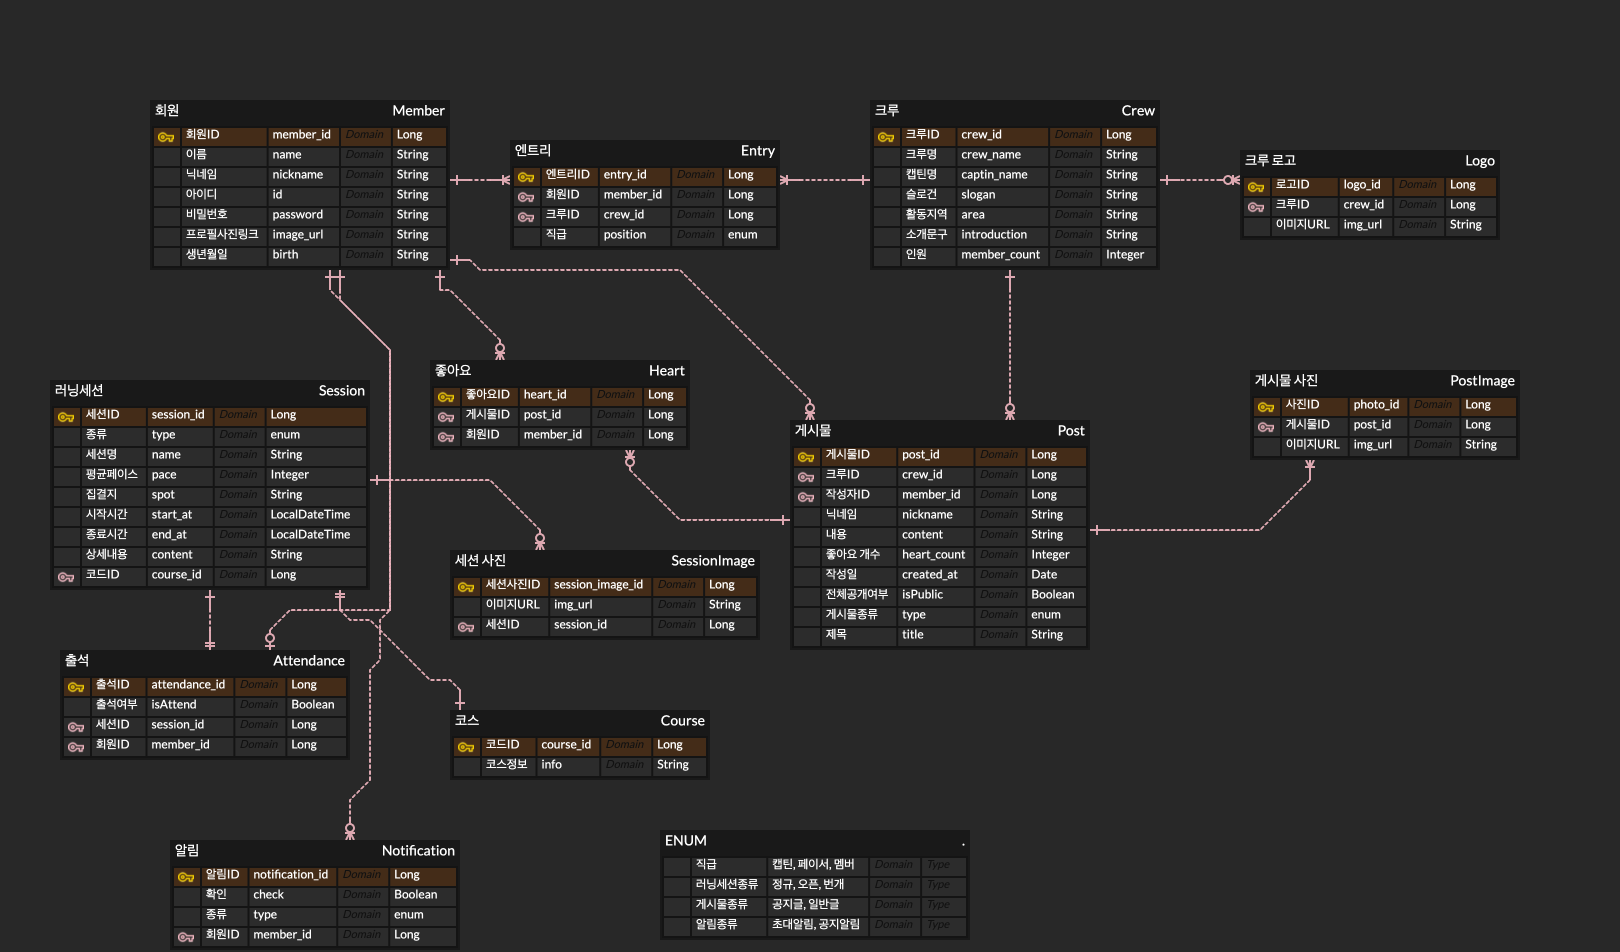 회원 Member
회원ID member_id Domain Long
이름 name Domain String
닉네임 nickname Domain String
아이디 id Domain String
비밀번호 password Domain String
프로필사진링크 image_url Domain String
생년월일 birth Domain String
엔트리 Entry
엔트리ID entry_id Domain Long
회원ID member_id Domain Long
크루ID crew_id Domain Long
직급 position Domain enum
크루 Crew
크루ID crew_id Domain Long
크루명 crew_name Domain String
캡틴명 captin_name Domain String
슬로건 slogan Domain String
활동지역 area Domain String
소개문구 introduction Domain String
인원 member_count Domain Integer
크루 로고 Logo
로고ID logo_id Domain Long
크루ID crew_id Domain Long
이미지URL img_url Domain String
러닝세션 Session
세션ID session_id Domain Long
종류 type Domain enum
세션명 name Domain String
평균페이스 pace Domain Integer
집결지 spot Domain String
시작시간 start_at Domain LocalDateTime
종료시간 end_at Domain LocalDateTime
상세내용 content Domain String
코드ID course_id Domain Long
좋아요 Heart
좋아요ID heart_id Domain Long
게시물ID post_id Domain Long
회원ID member_id Domain Long
게시물 Post
게시물ID post_id Domain Long
크루ID crew_id Domain Long
작성자ID member_id Domain Long
닉네임 nickname Domain String
내용 content Domain String
좋아요 개수 heart_count Domain Integer
작성일 created_at Domain Date
전체공개여부 isPublic Domain Boolean
게시물종류 type Domain enum
제목 title Domain String
게시물 사진 PostImage
사진ID photo_id Domain Long
게시물ID post_id Domain Long
이미지URL img_url Domain String
세션 사진 SessionImage
세션사진ID session_image_id Domain Long
이미지URL img_url Domain String
세션ID session_id Domain Long
출석 Attendance
출석ID attendance_id Domain Long
출석여부 isAttend Domain Boolean
세션ID session_id Domain Long
회원ID member_id Domain Long
코스 Course
코드ID course_id Domain Long
코스정보 info Domain String
알림 Notification
알림ID notification_id Domain Long
확인 check Domain Boolean
종류 type Domain enum
회원ID member_id Domain Long
ENUM .
직급 캡틴, 페이서, 멤버 Domain Type
러닝세션종류 정규, 오픈, 번개 Domain Type
게시물종류 공지글, 일반글 Domain Type
알림종류 초대알림, 공지알림 Domain Type